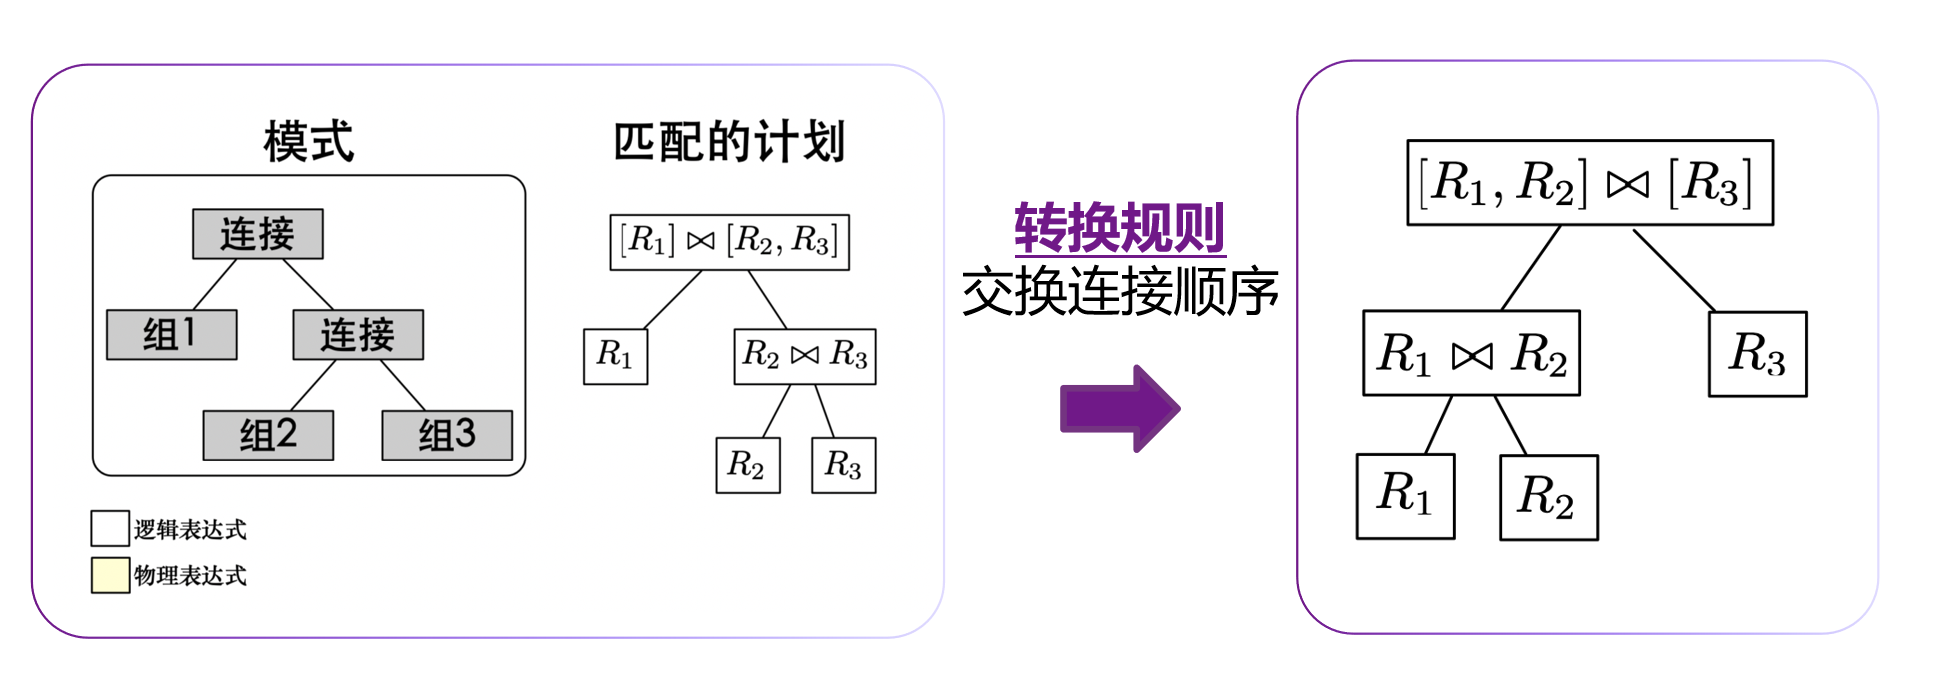 模式
连接
组1
连接
组2
组3
逻辑表达式
物理表达式
匹配的计划
[R₁] ⋈ [R₂, R₃]
R₁
R₂ ⋈ R₃
R₂
R₃
转换规则
交换连接顺序
[R₁, R₂] ⋈ [R₃]
R₁ ⋈ R₂
R₃
R₁
R₂